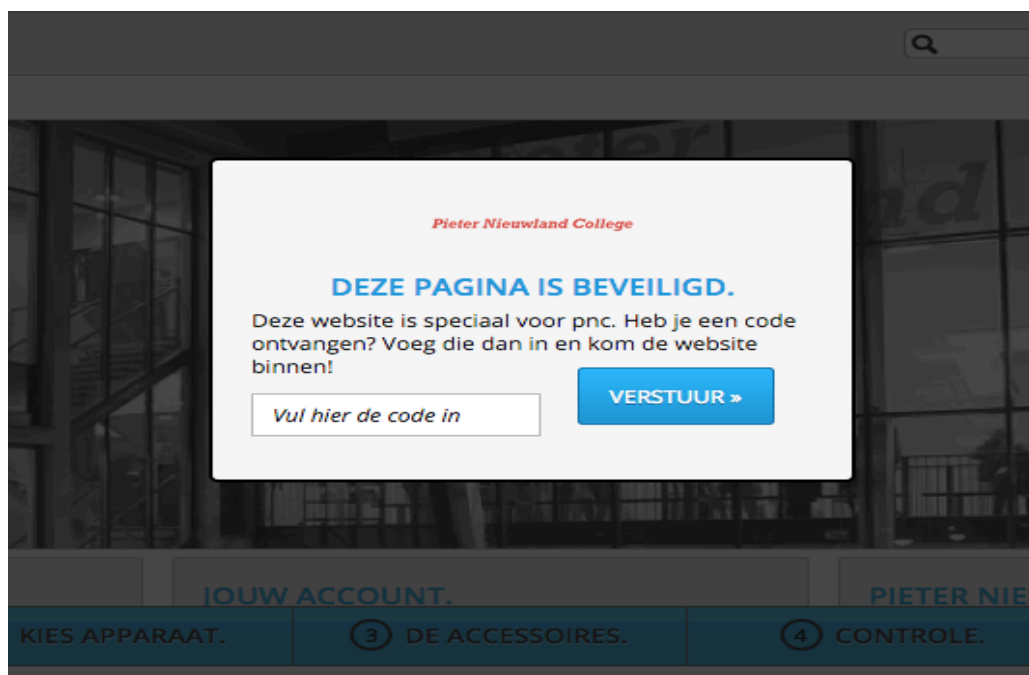 Pieter
nd
Pieter Nieuwland College
DEZE PAGINA IS BEVEILIGD.
Deze website is speciaal voor pnc. Heb je een code
ontvangen? Voeg die dan in en kom de website
binnen!
Vul hier de code in
VERSTUUR »
JOUW ACCOUNT.
PIETER NIE
KIES APPARAAT.
3 DE ACCESSOIRES.
4 CONTROLE.